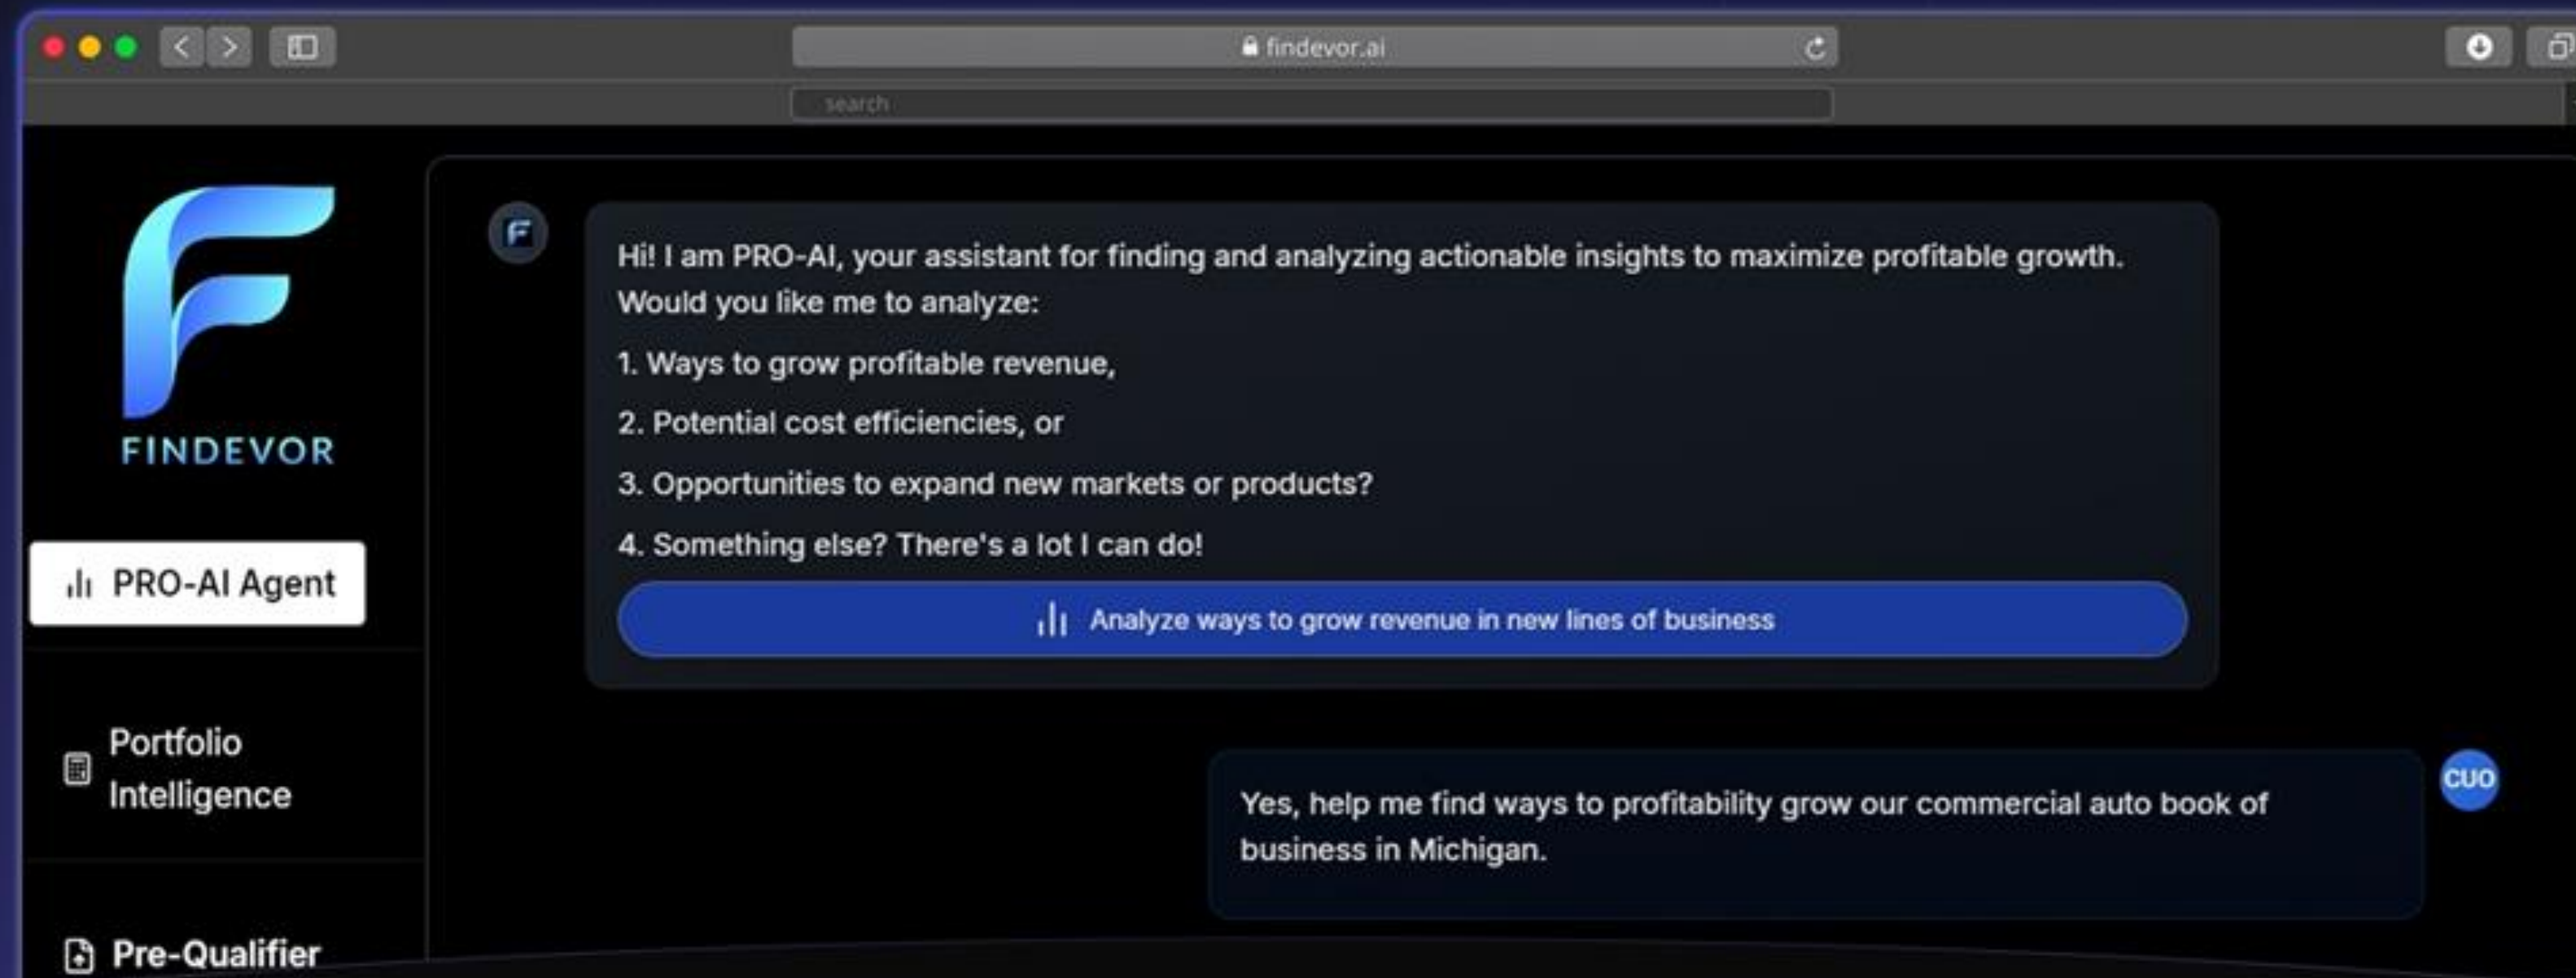 findevor.ai
search
FINDEVOR
PRO-AI Agent
Portfolio
Intelligence
Pre-Qualifier
Hi! I am PRO-AI, your assistant for finding and analyzing actionable insights to maximize profitable growth.
Would you like me to analyze:
1. Ways to grow profitable revenue,
2. Potential cost efficiencies, or
3. Opportunities to expand new markets or products?
4. Something else? There's a lot I can do!
Analyze ways to grow revenue in new lines of business
CUO
Yes, help me find ways to profitability grow our commercial auto book of
business in Michigan.